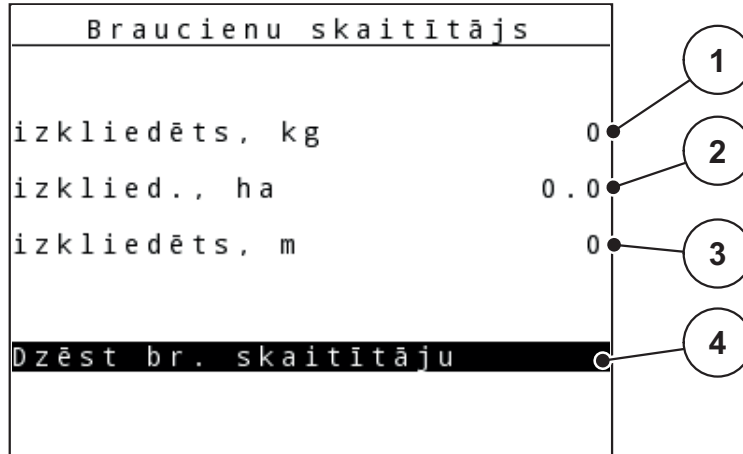 Braucienu skaitītājs
izkliedēts, kg 0
1
izklied., ha 0.0
2
izkliedēts, m 0
3
Dzēst br. skaitītāju
4